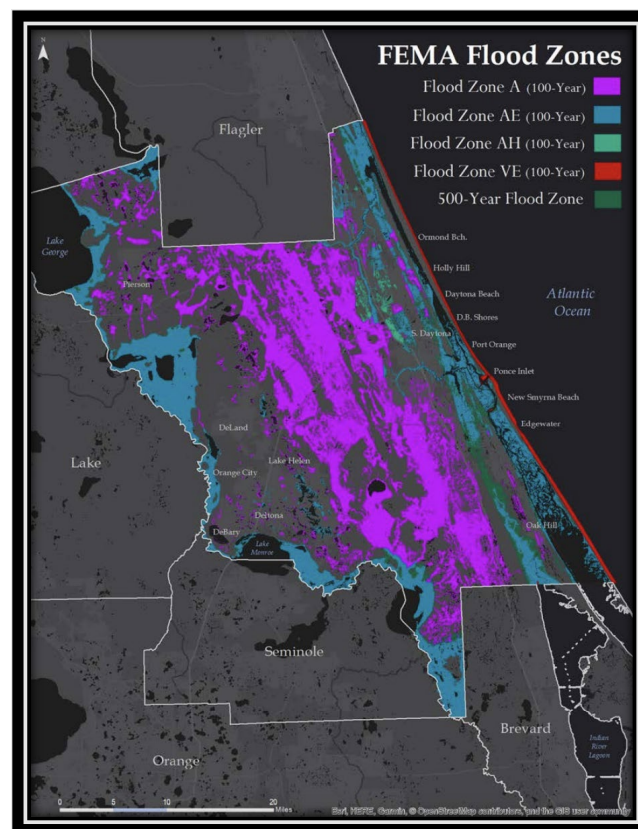 N
FEMA Flood Zones
Flood Zone A (100-Year)
Flood Zone AE (100-Year)
Flood Zone AH (100-Year)
Flood Zone VE (100-Year)
500-Year Flood Zone
Flagler
Lake
George
Pierson
Ormond Bch.
Holly Hill
Daytona Beach
D.B. Shores
S. Daytona
Port Orange
Atlantic
Ocean
Ponce Inlet
New Smyrna Beach
Edgewater
DeLand
Lake
Lake Helen
Orange City
Deltona
DeBary
Lake
Monroe
Oak Hill
Seminole
Brevard
Orange
Indian
River
Lagoon
0 5 10 20
Miles
Esri, HERE, Garmin, © OpenStreetMap contributors, and the GIS user community